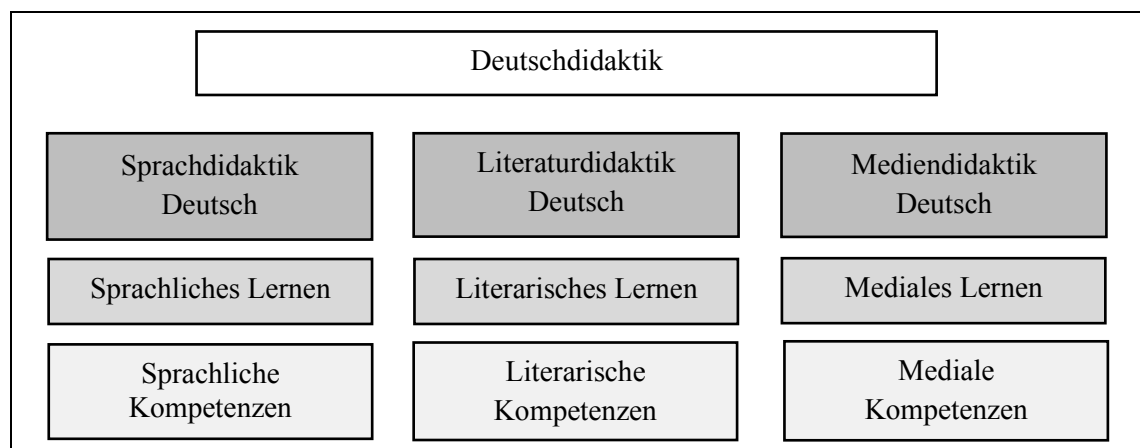 Deutschdidaktik
Sprachdidaktik
Deutsch
Literaturdidaktik
Deutsch
Mediendidaktik
Deutsch
Sprachliches Lernen
Literarisches Lernen
Mediales Lernen
Sprachliche
Kompetenzen
Literarische
Kompetenzen
Mediale
Kompetenzen